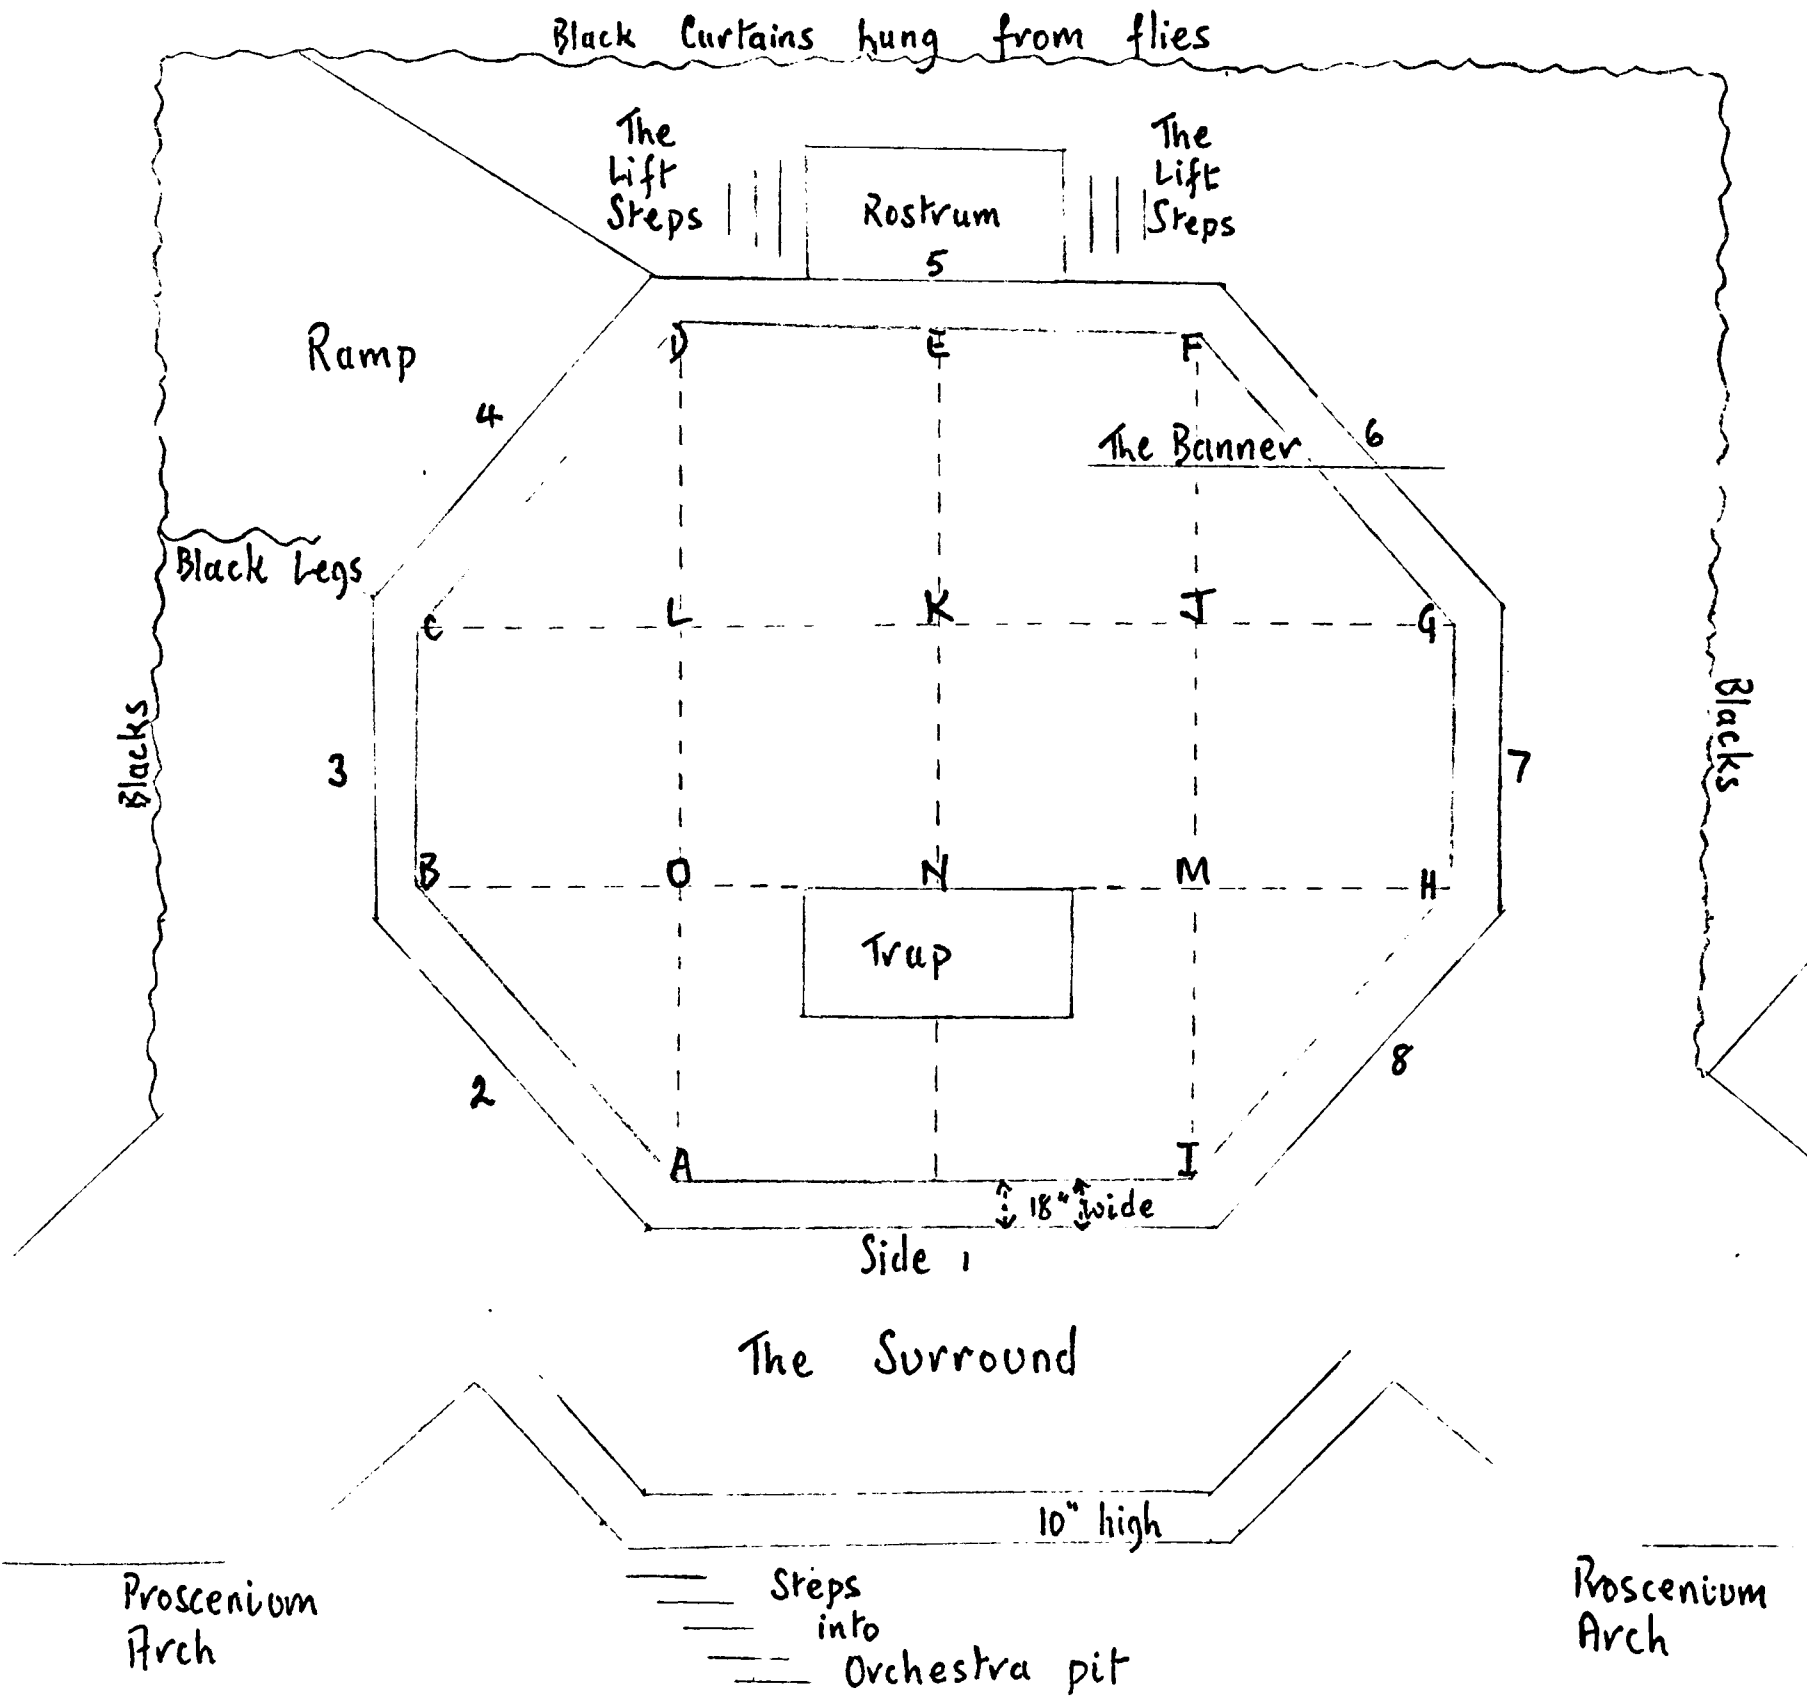 Black Curtains hung from flies
The
Lift
Steps
Rostrum
5
The
Lift
Steps
Ramp
4
D
E
F
The Banner
6
Black Legs
C
L
K
J
G
Blacks
3
7
Blacks
B
O
N
M
H
Trap
2
8
A
I
18" wide
Side 1
The Surround
10" high
Proscenium
Arch
Steps
into
Orchestra pit
Proscenium
Arch